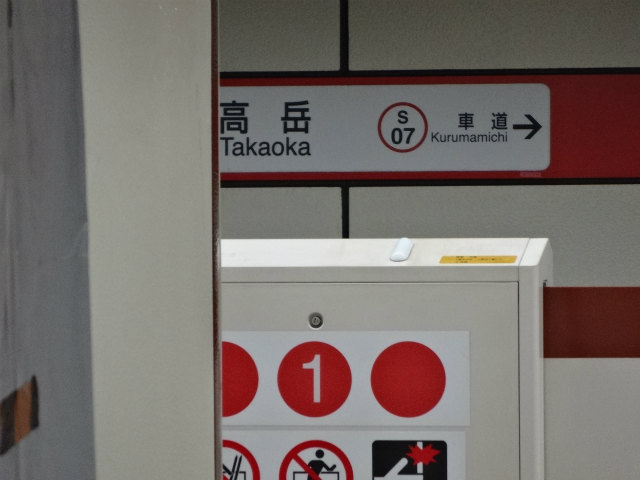 高岳
Takaoka
S
07
車道
Kurumamichi
1